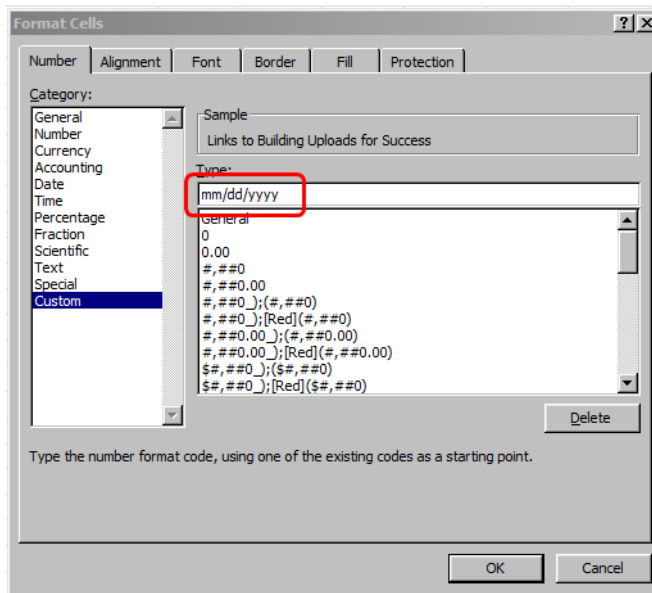 Format Cells
Number Alignment Font Border Fill Protection
Category:
General
Number
Currency
Accounting
Date
Time
Percentage
Fraction
Scientific
Text
Special
Custom
Sample
Links to Building Uploads for Success
Type:
mm/dd/yyyy
General
0
0.00
#,##0
#,##0.00
#,##0_);(#,##0)
#,##0_);[Red](#,##0)
#,##0.00_);(#,##0.00)
#,##0.00_);[Red](#,##0.00)
$#,##0_);($#,##0)
$#,##0_);[Red]($#,##0)
Delete
Type the number format code, using one of the existing codes as a starting point.
OK Cancel